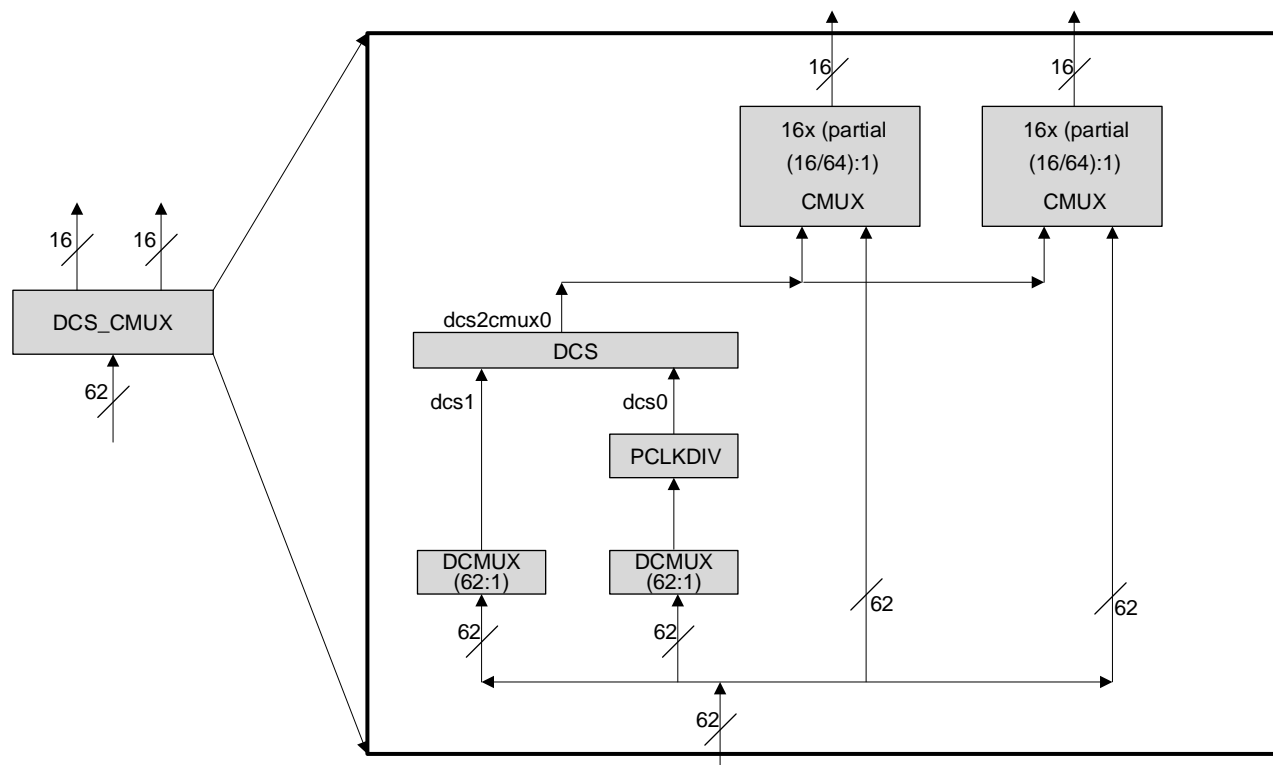 16
16
DCS_CMUX
62
16
16
16x (partial
(16/64):1)
CMUX
16x (partial
(16/64):1)
CMUX
dcs2cmux0
DCS
dcs1
dcs0
PCLKDIV
DCMUX
(62:1)
DCMUX
(62:1)
62
62
62
62
62